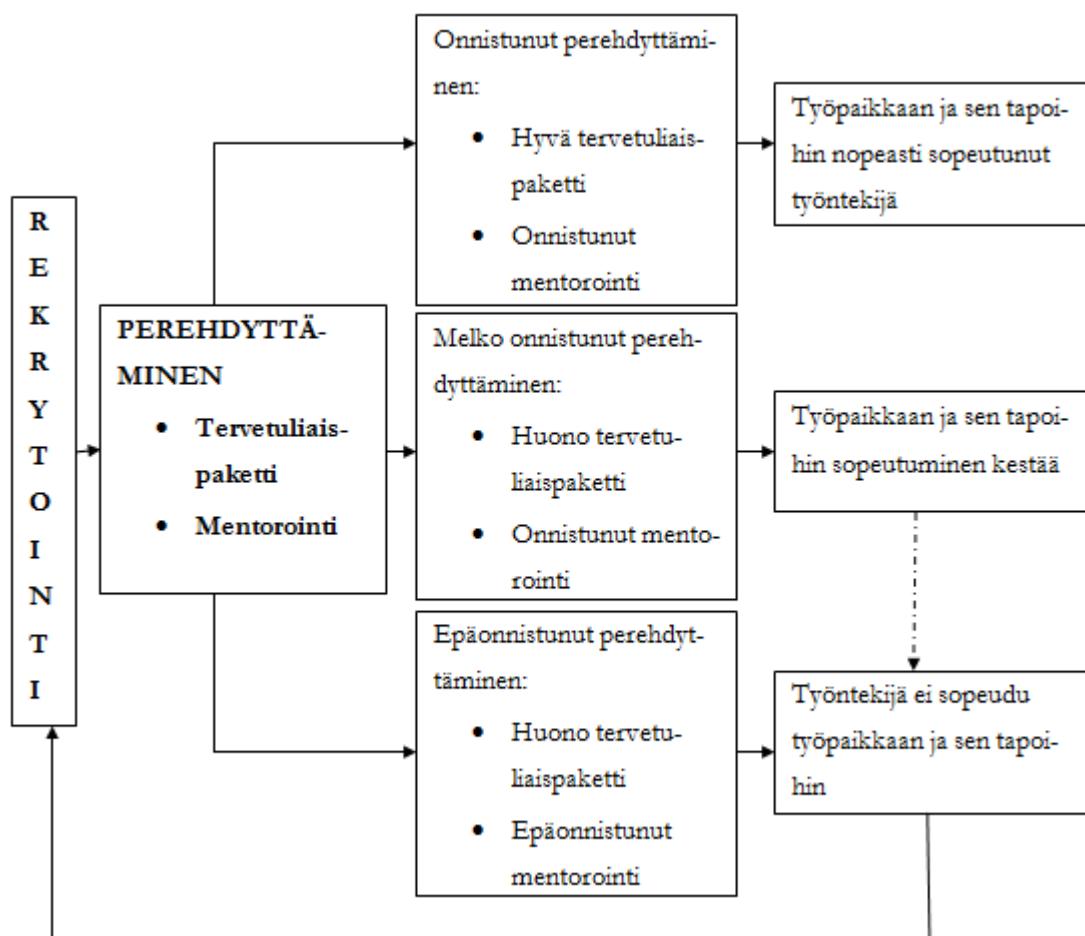 REKRYTOINTI
PEREHDYTTÄ-
MINEN
• Tervetuliais-
paketti
• Mentorointi
Onnistunut perehdyttämi-
nen:
• Hyvä tervetuliais-
paketti
• Onnistunut
mentorointi
Työpaikkaan ja sen tapoi-
hin nopeasti sopeutunut
työntekijä
Melko onnistunut pereh-
dyttäminen:
• Huono tervetu-
liaispaketti
• Onnistunut mento-
rointi
Työpaikkaan ja sen tapoi-
hin sopeutuminen kestää
Epäonnistunut perehdyt-
täminen:
• Huono tervetu-
liaispaketti
• Epäonnistunut
mentorointi
Työntekijä ei sopeudu
työpaikkaan ja sen tapoi-
hin